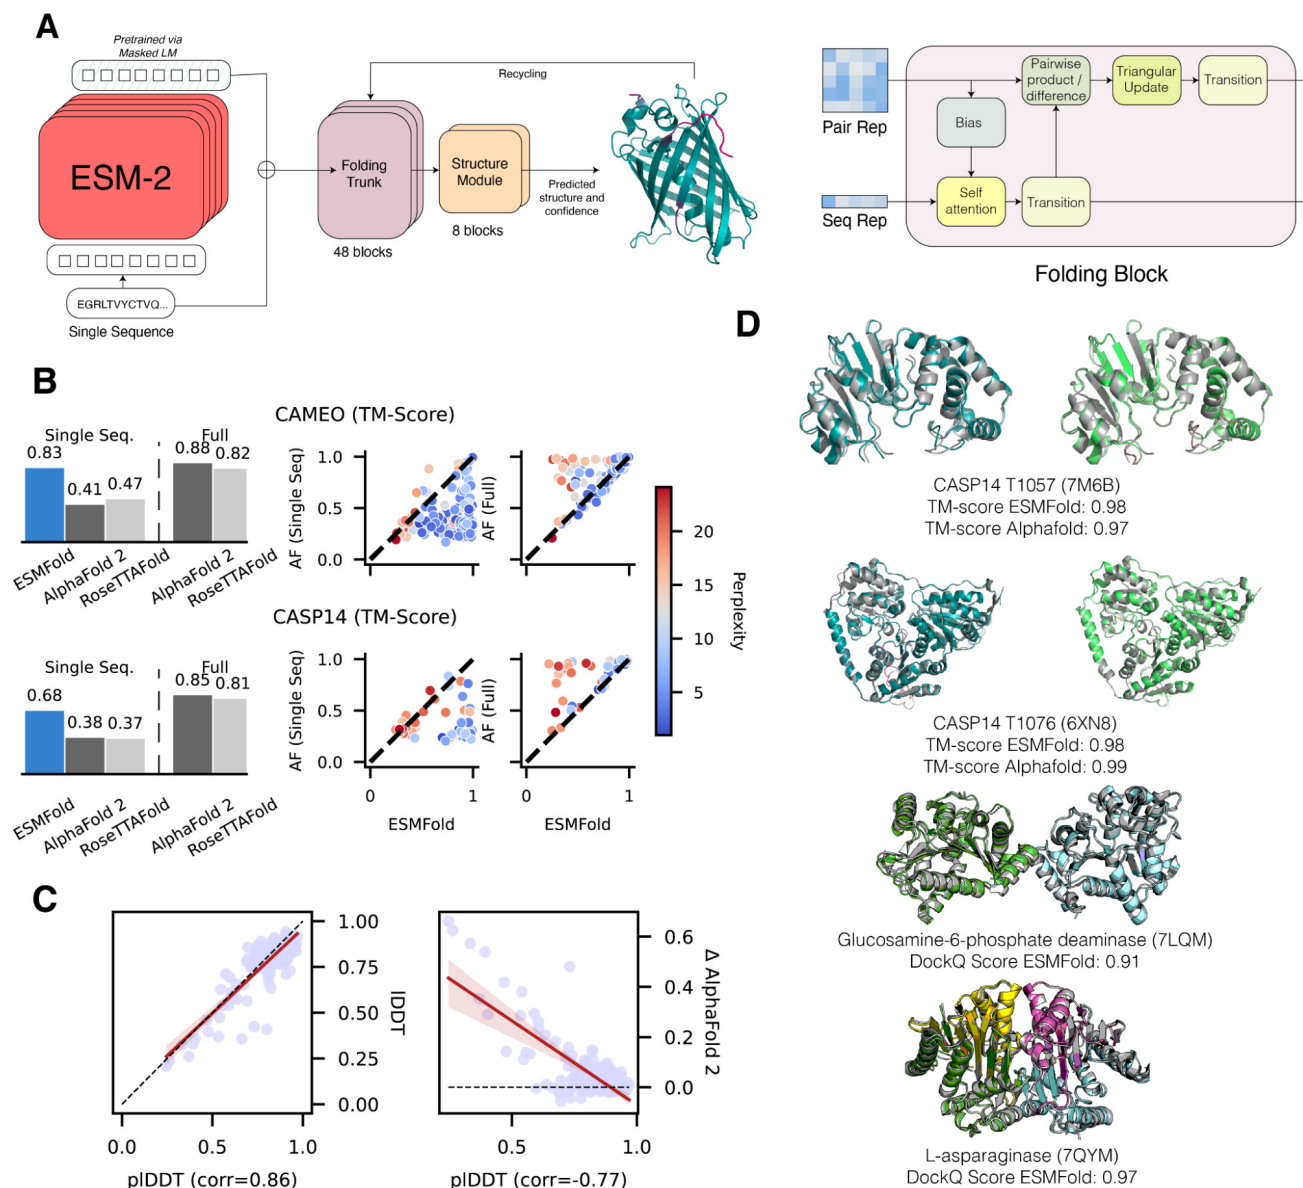 A
Pretrained via
Masked LM
ESM-2
EGRLTVYCTVQ...
Single Sequence
Recycling
Folding
Trunk
48 blocks
Structure
Module
8 blocks
Predicted
structure and
confidence
Pair Rep
Seq Rep
Bias
Self
attention
Pairwise
product /
difference
Transition
Triangular
Update
Transition
Folding Block
B
CAMEO (TM-Score)
Single Seq.
Full
0.83
0.41
0.47
0.88
0.82
ESMFold
AlphaFold 2
RoseTTAFold
AlphaFold 2
RoseTTAFold
AF (Single Seq)
1.0
0.5
0.0
AF (Full)
CASP14 (TM-Score)
Single Seq.
Full
0.68
0.38
0.37
0.85
0.81
ESMFold
AlphaFold 2
RoseTTAFold
AlphaFold 2
RoseTTAFold
AF (Single Seq)
1.0
0.5
0.0
0
1
ESMFold
AF (Full)
0
1
ESMFold
20
15
10
5
Perplexity
C
1.00
0.75
0.50
0.25
0.00
lDDT
0.0
0.5
1.0
plDDT (corr=0.86)
0.6
0.4
0.2
0.0
Δ AlphaFold 2
0.5
1.0
plDDT (corr=-0.77)
D
CASP14 T1057 (7M6B)
TM-score ESMFold: 0.98
TM-score Alphafold: 0.97
CASP14 T1076 (6XN8)
TM-score ESMFold: 0.98
TM-score Alphafold: 0.99
Glucosamine-6-phosphate deaminase (7LQM)
DockQ Score ESMFold: 0.91
L-asparaginase (7QYM)
DockQ Score ESMFold: 0.97